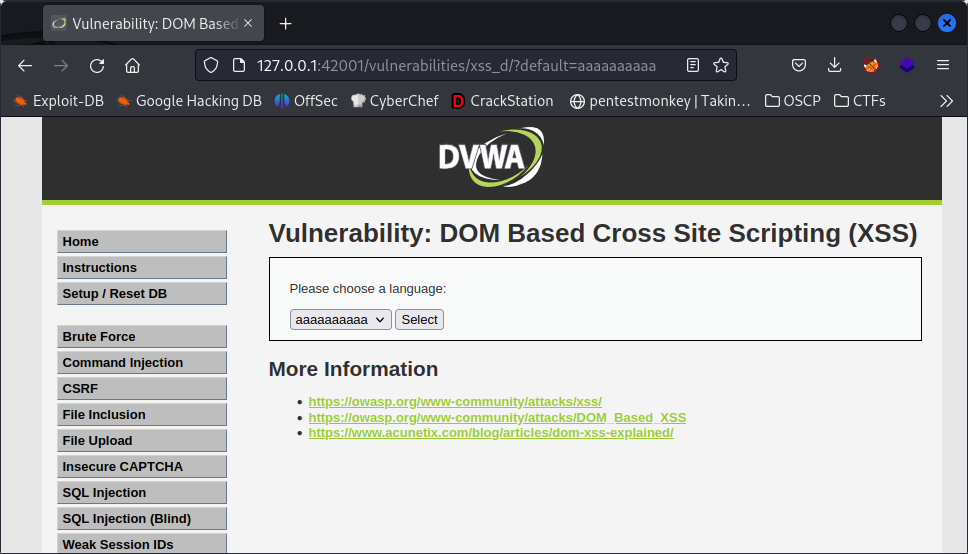 Vulnerability: DOM Based
127.0.0.1:42001/vulnerabilities/xss_d/?default=aaaaaaaaaa
Exploit-DB Google Hacking DB OffSec CyberChef CrackStation pentestmonkey | Takin... OSCP CTFs
DVWA
Home
Instructions
Setup / Reset DB
Brute Force
Command Injection
CSRF
File Inclusion
File Upload
Insecure CAPTCHA
SQL Injection
SQL Injection (Blind)
Weak Session IDs
Vulnerability: DOM Based Cross Site Scripting (XSS)
Please choose a language:
aaaaaaaaaa Select
More Information
https://owasp.org/www-community/attacks/xss/
https://owasp.org/www-community/attacks/DOM_Based_XSS
https://www.acunetix.com/blog/articles/dom-xss-explained/